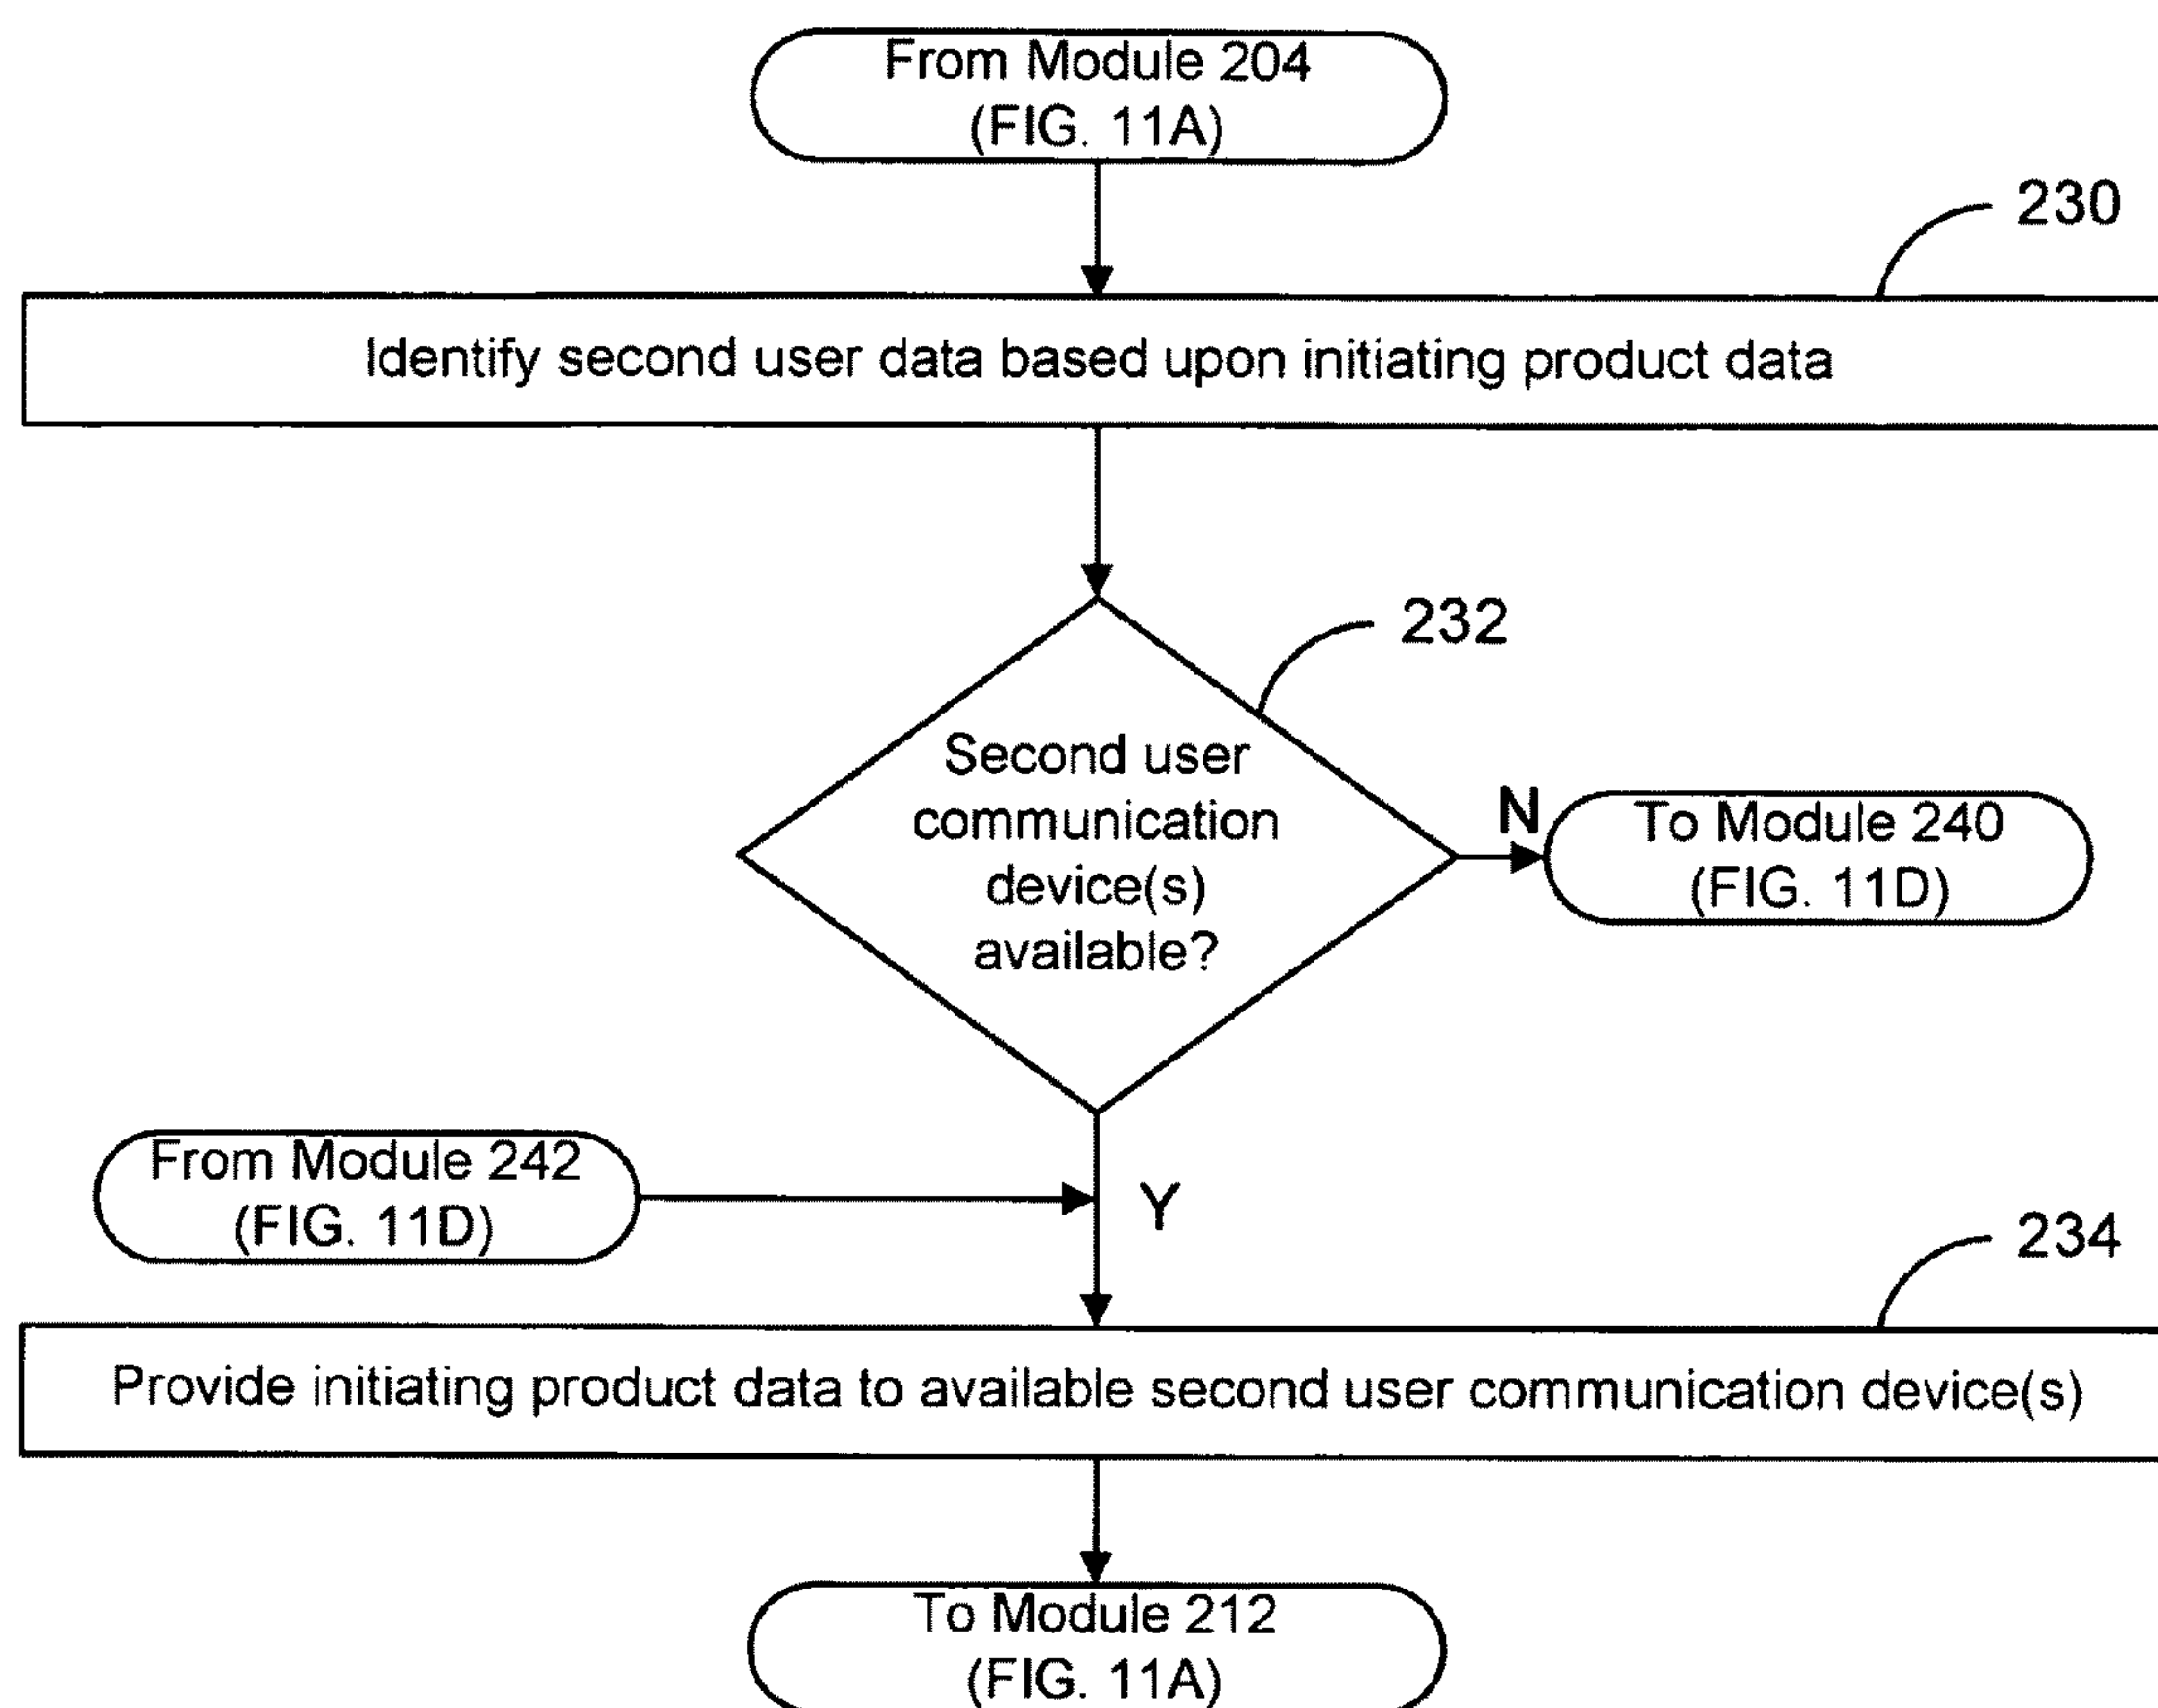 From Module 204
(FIG. 11A)
230
Identify second user data based upon initiating product data
232
Second user
communication
device(s)
available?
N
To Module 240
(FIG. 11D)
From Module 242
(FIG. 11D)
Y
234
Provide initiating product data to available second user communication device(s)
To Module 212
(FIG. 11A)